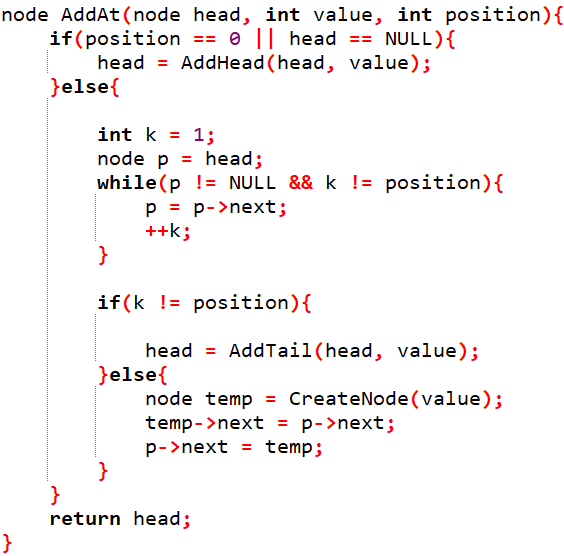 node AddAt(node head, int value, int position){
    if(position == 0 || head == NULL){
        head = AddHead(head, value);
    }else{
        int k = 1;
        node p = head;
        while(p != NULL && k != position){
            p = p->next;
            ++k;
        }
        if(k != position){
            head = AddTail(head, value);
        }else{
            node temp = CreateNode(value);
            temp->next = p->next;
            p->next = temp;
        }
    }
    return head;
}